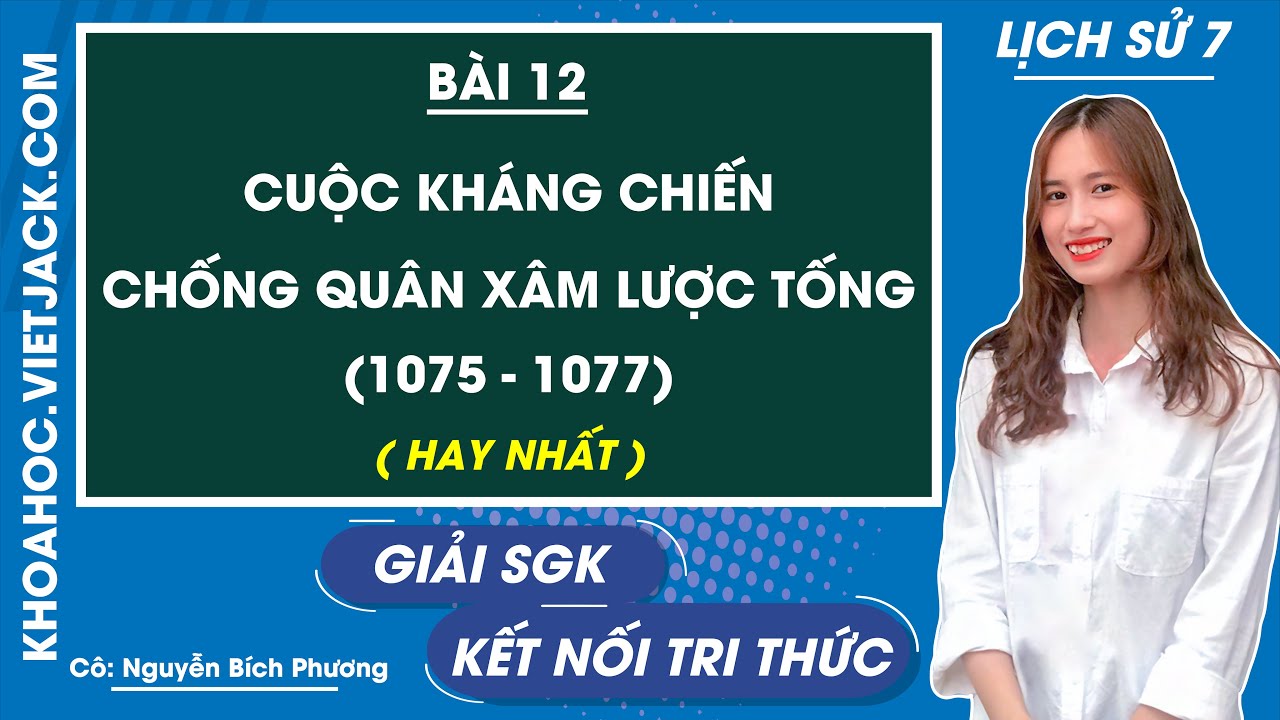 KHOAHOC.VIETJACK.COM
LỊCH SỬ 7
BÀI 12
CUỘC KHÁNG CHIẾN
CHỐNG QUÂN XÂM LƯỢC TỐNG
(1075 - 1077)
( HAY NHẤT )
GIẢI SGK
KẾT NỐI TRI THỨC
Cô: Nguyễn Bích Phương